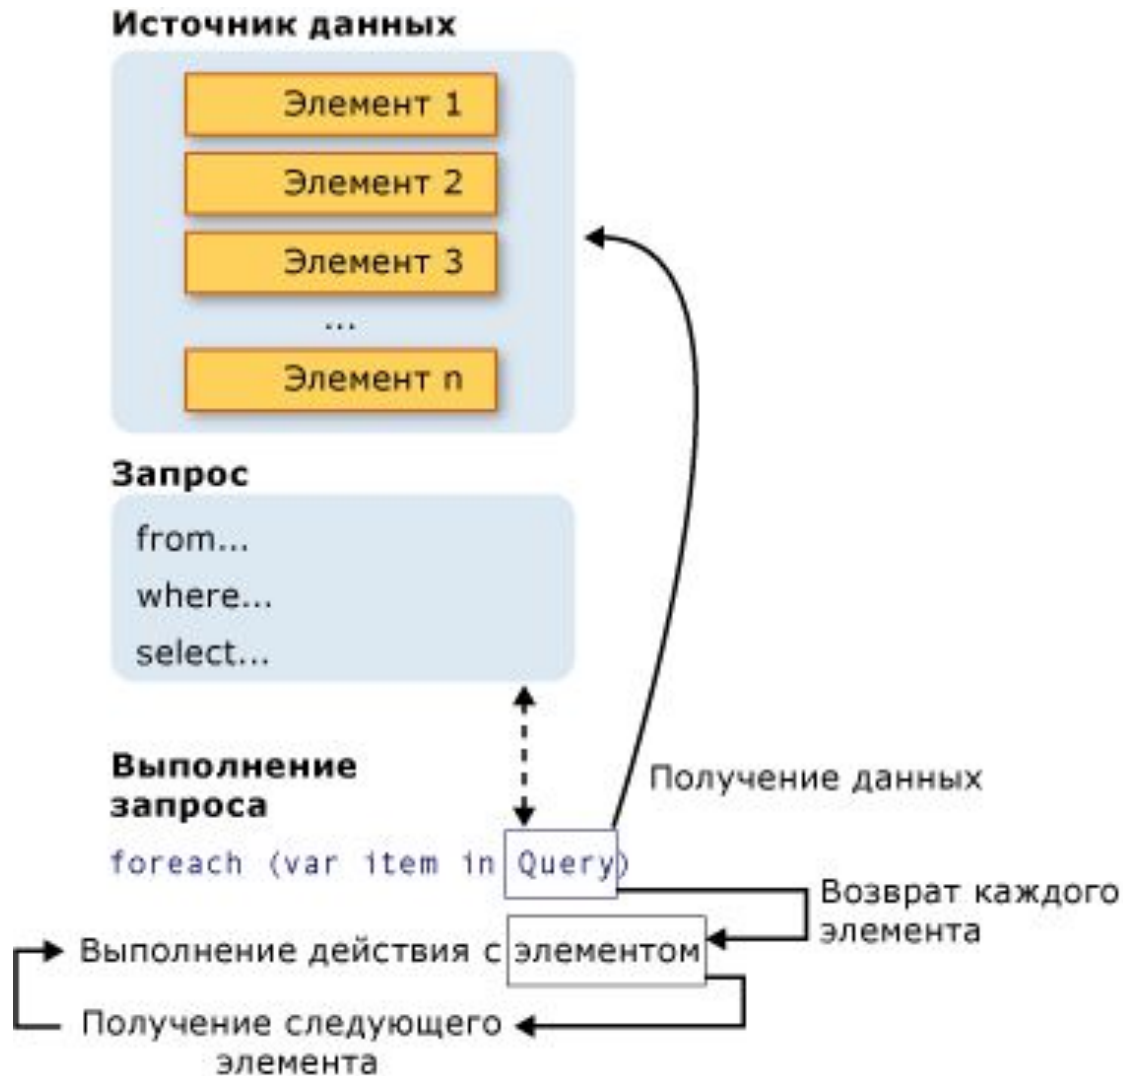 Источник данных
Элемент 1
Элемент 2
Элемент 3
...
Элемент n
Запрос
from...
where...
select...
Выполнение
запроса
Получение данных
foreach (var item in Query)
Возврат каждого
элемента
Выполнение действия с элементом
Получение следующего
элемента